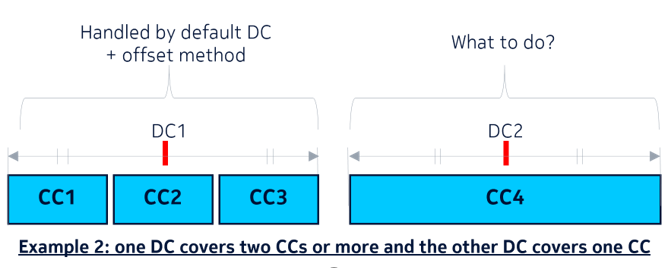 Handled by default DC
+ offset method
What to do?
DC1
DC2
CC1
CC2
CC3
CC4
Example 2: one DC covers two CCs or more and the other DC covers one CC